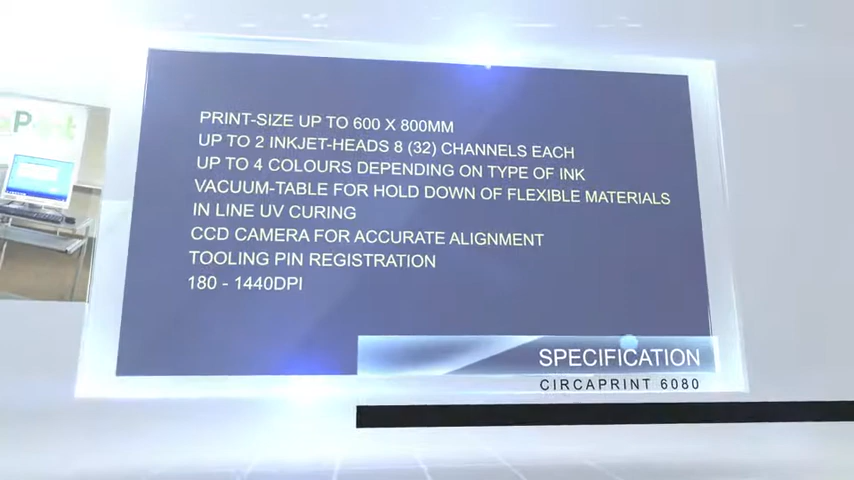 PRINT-SIZE UP TO 600 X 800MM
UP TO 2 INKJET-HEADS 8 (32) CHANNELS EACH
UP TO 4 COLOURS DEPENDING ON TYPE OF INK
VACUUM-TABLE FOR HOLD DOWN OF FLEXIBLE MATERIALS
IN LINE UV CURING
CCD CAMERA FOR ACCURATE ALIGNMENT
TOOLING PIN REGISTRATION
180 - 1440DPI
SPECIFICATION
CIRCAPRINT 6080